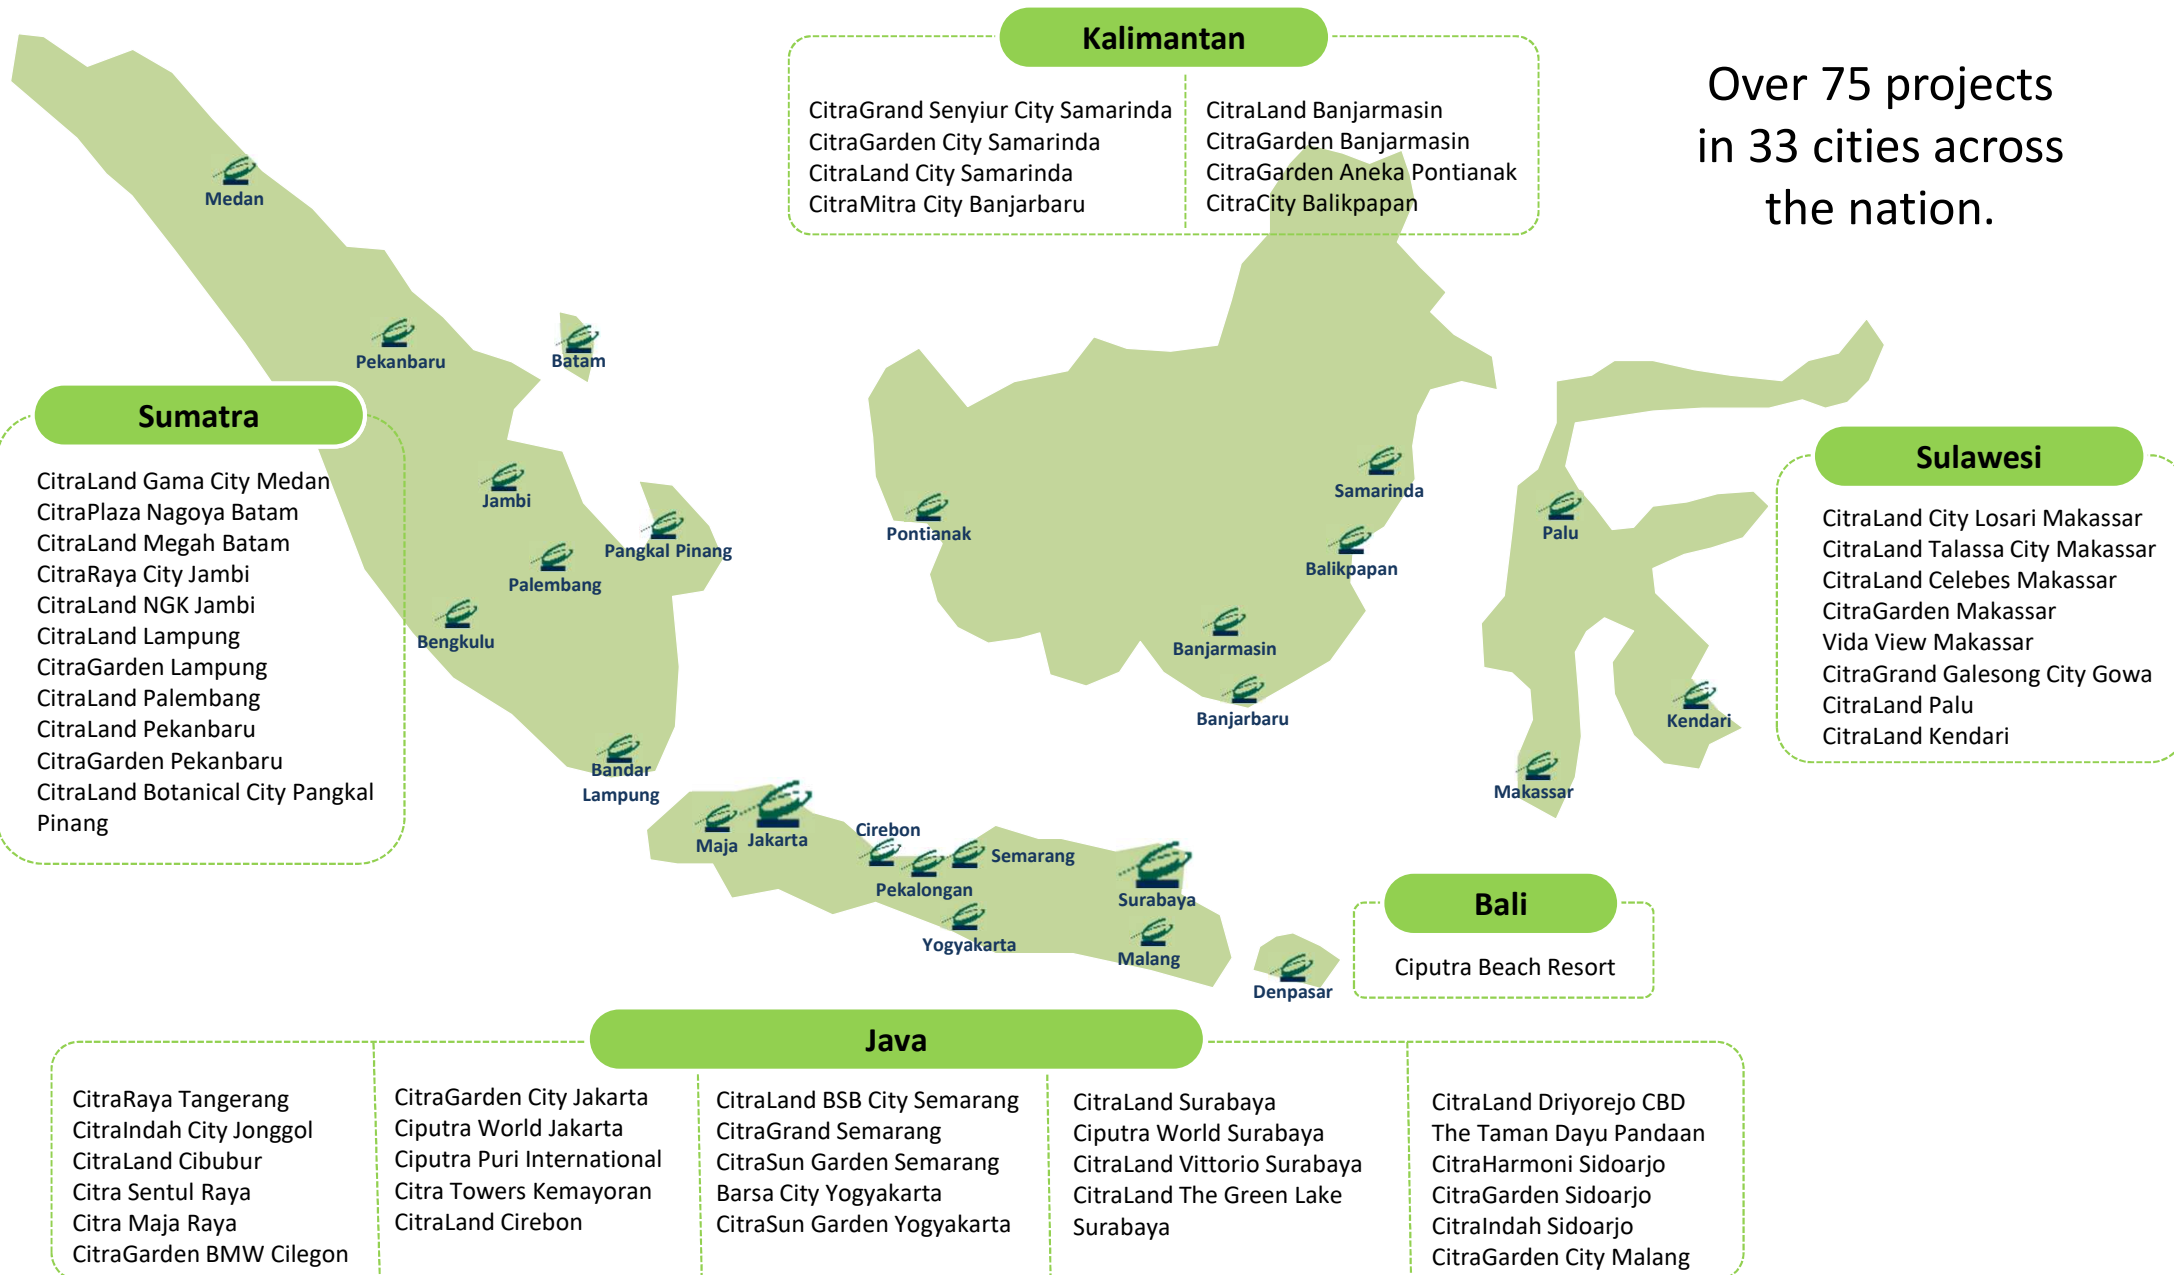 Kalimantan
CitraGrand Senyiur City Samarinda
CitraGarden City Samarinda
CitraLand City Samarinda
CitraMitra City Banjarbaru
CitraLand Banjarmasin
CitraGarden Banjarmasin
CitraGarden Aneka Pontianak
CitraCity Balikpapan
Over 75 projects
in 33 cities across
the nation.
Medan
Pekanbaru
Batam
Jambi
Pangkal Pinang
Palembang
Bengkulu
Bandar
Lampung
Pontianak
Samarinda
Balikpapan
Banjarmasin
Banjarbaru
Palu
Kendari
Makassar
Maja
Jakarta
Cirebon
Pekalongan
Semarang
Yogyakarta
Surabaya
Malang
Denpasar
Sumatra
CitraLand Gama City Medan
CitraPlaza Nagoya Batam
CitraLand Megah Batam
CitraRaya City Jambi
CitraLand NGK Jambi
CitraLand Lampung
CitraGarden Lampung
CitraLand Palembang
CitraLand Pekanbaru
CitraGarden Pekanbaru
CitraLand Botanical City Pangkal
Pinang
Sulawesi
CitraLand City Losari Makassar
CitraLand Talassa City Makassar
CitraLand Celebes Makassar
CitraGarden Makassar
Vida View Makassar
CitraGrand Galesong City Gowa
CitraLand Palu
CitraLand Kendari
Bali
Ciputra Beach Resort
Java
CitraRaya Tangerang
CitraIndah City Jonggol
CitraLand Cibubur
Citra Sentul Raya
Citra Maja Raya
CitraGarden BMW Cilegon
CitraGarden City Jakarta
Ciputra World Jakarta
Ciputra Puri International
Citra Towers Kemayoran
CitraLand Cirebon
CitraLand BSB City Semarang
CitraGrand Semarang
CitraSun Garden Semarang
Barsa City Yogyakarta
CitraSun Garden Yogyakarta
CitraLand Surabaya
Ciputra World Surabaya
CitraLand Vittorio Surabaya
CitraLand The Green Lake
Surabaya
CitraLand Driyorejo CBD
The Taman Dayu Pandaan
CitraHarmoni Sidoarjo
CitraGarden Sidoarjo
CitraIndah Sidoarjo
CitraGarden City Malang